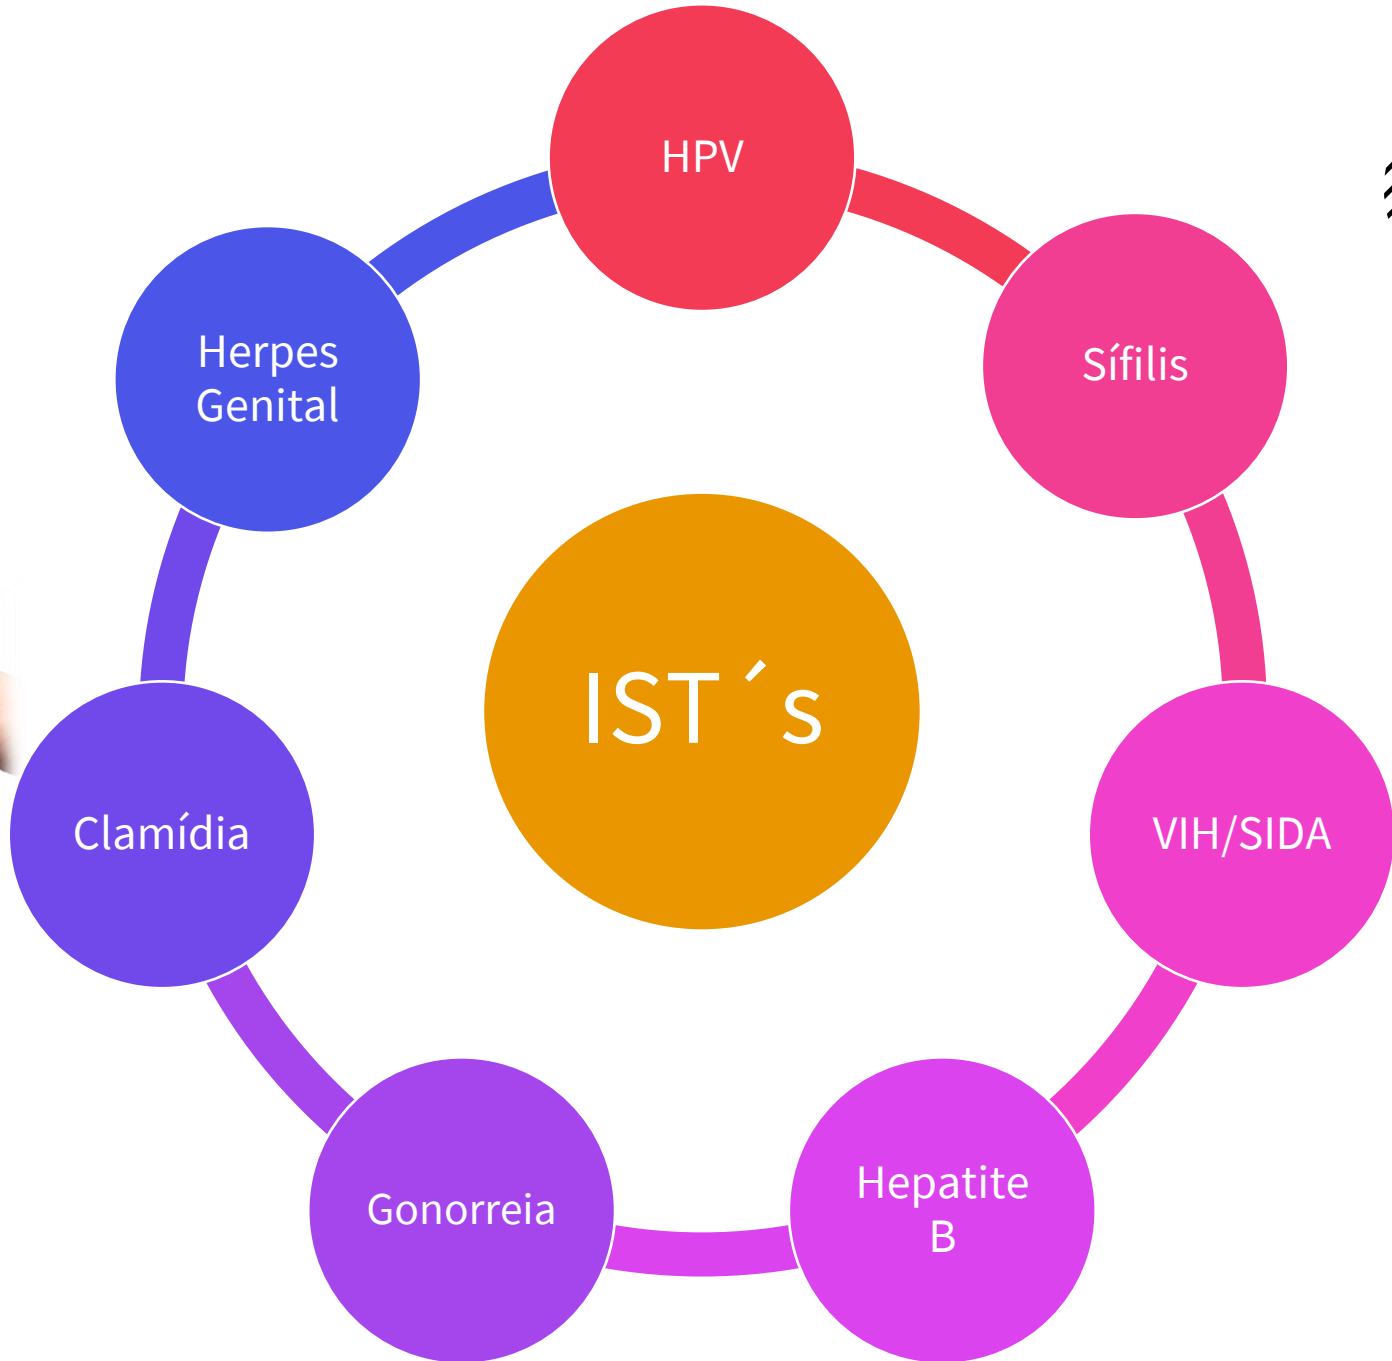 HPV
Sífilis
VIH/SIDA
Hepatite
B
Gonorreia
Clamídia
Herpes
Genital
IST´s